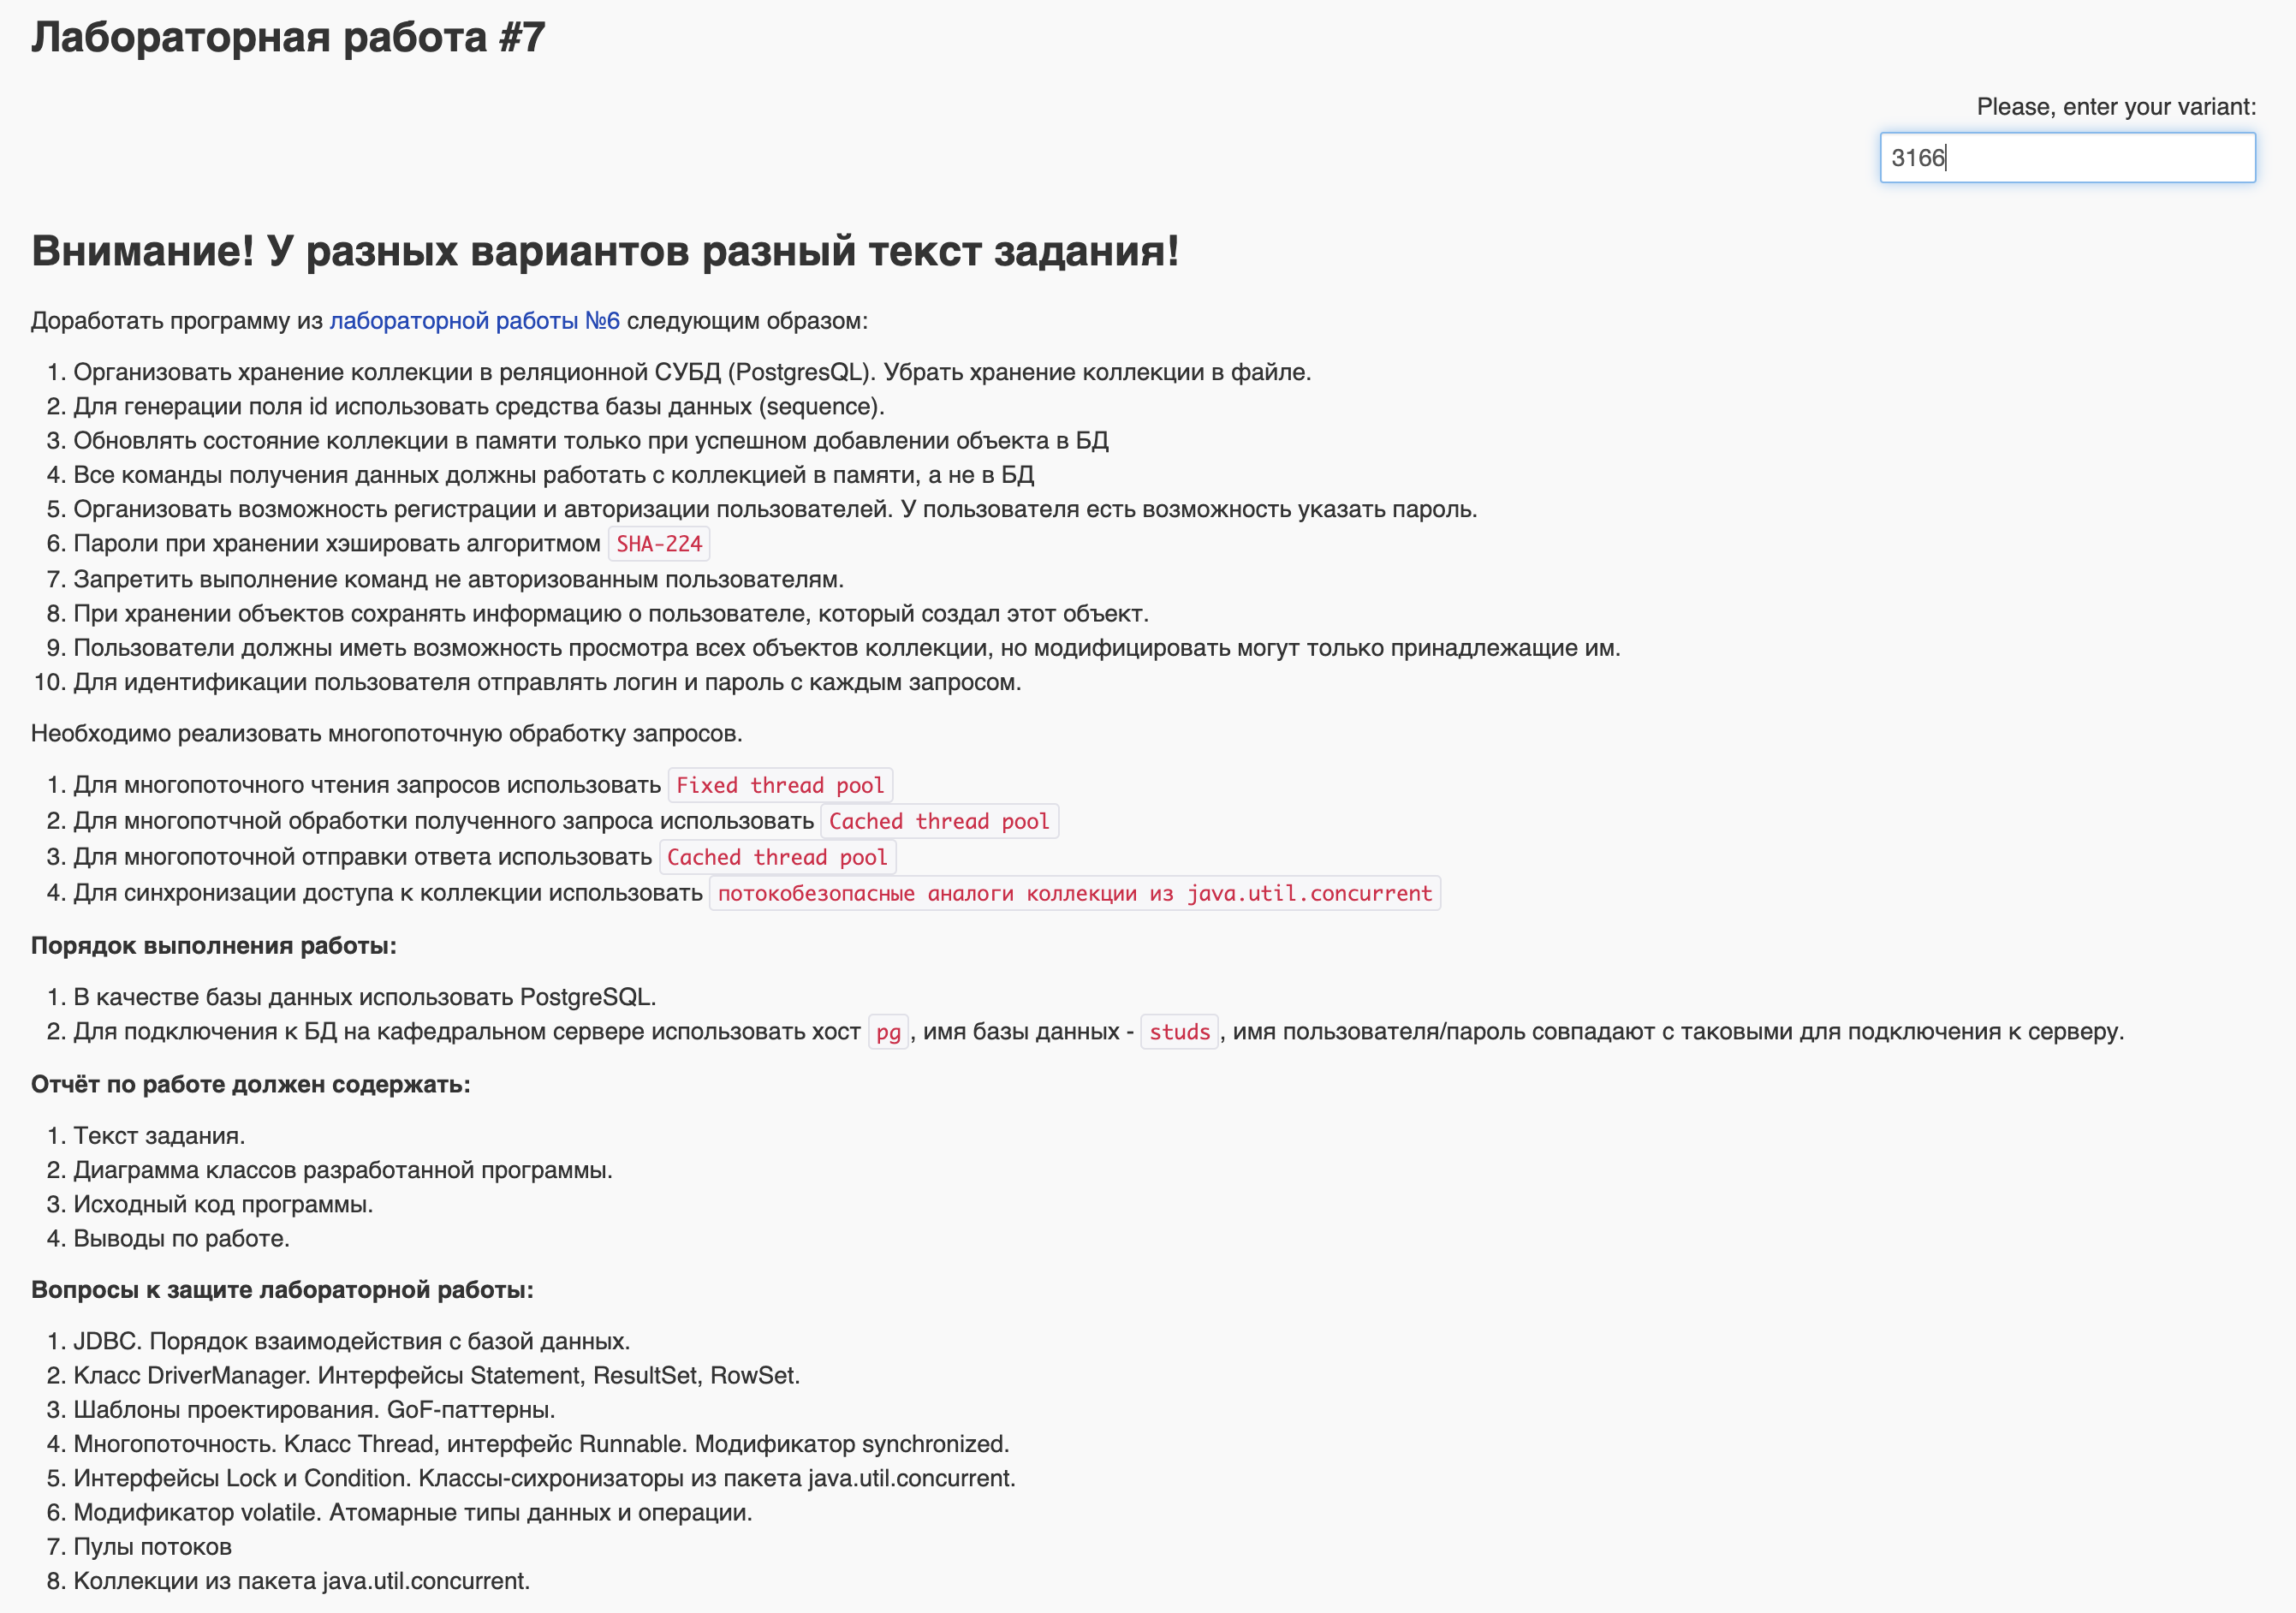 Лабораторная работа #7
Please, enter your variant:
3166
Внимание! У разных вариантов разный текст задания!
Доработать программу из лабораторной работы №6 следующим образом:
1. Организовать хранение коллекции в реляционной СУБД (PostgresQL). Убрать хранение коллекции в файле.
2. Для генерации поля id использовать средства базы данных (sequence).
3. Обновлять состояние коллекции в памяти только при успешном добавлении объекта в БД
4. Все команды получения данных должны работать с коллекцией в памяти, а не в БД
5. Организовать возможность регистрации и авторизации пользователей. У пользователя есть возможность указать пароль.
6. Пароли при хранении хэшировать алгоритмом SHA-224
7. Запретить выполнение команд не авторизованным пользователям.
8. При хранении объектов сохранять информацию о пользователе, который создал этот объект.
9. Пользователи должны иметь возможность просмотра всех объектов коллекции, но модифицировать могут только принадлежащие им.
10. Для идентификации пользователя отправлять логин и пароль с каждым запросом.
Необходимо реализовать многопоточную обработку запросов.
1. Для многопоточного чтения запросов использовать Fixed thread pool
2. Для многопотчной обработки полученного запроса использовать Cached thread pool
3. Для многопоточной отправки ответа использовать Cached thread pool
4. Для синхронизации доступа к коллекции использовать потокобезопасные аналоги коллекции из java.util.concurrent
Порядок выполнения работы:
1. В качестве базы данных использовать PostgreSQL.
2. Для подключения к БД на кафедральном сервере использовать хост pg, имя базы данных - studs, имя пользователя/пароль совпадают с таковыми для подключения к серверу.
Отчёт по работе должен содержать:
1. Текст задания.
2. Диаграмма классов разработанной программы.
3. Исходный код программы.
4. Выводы по работе.
Вопросы к защите лабораторной работы:
1. JDBC. Порядок взаимодействия с базой данных.
2. Класс DriverManager. Интерфейсы Statement, ResultSet, RowSet.
3. Шаблоны проектирования. GoF-паттерны.
4. Многопоточность. Класс Thread, интерфейс Runnable. Модификатор synchronized.
5. Интерфейсы Lock и Condition. Классы-сихронизаторы из пакета java.util.concurrent.
6. Модификатор volatile. Атомарные типы данных и операции.
7. Пулы потоков
8. Коллекции из пакета java.util.concurrent.